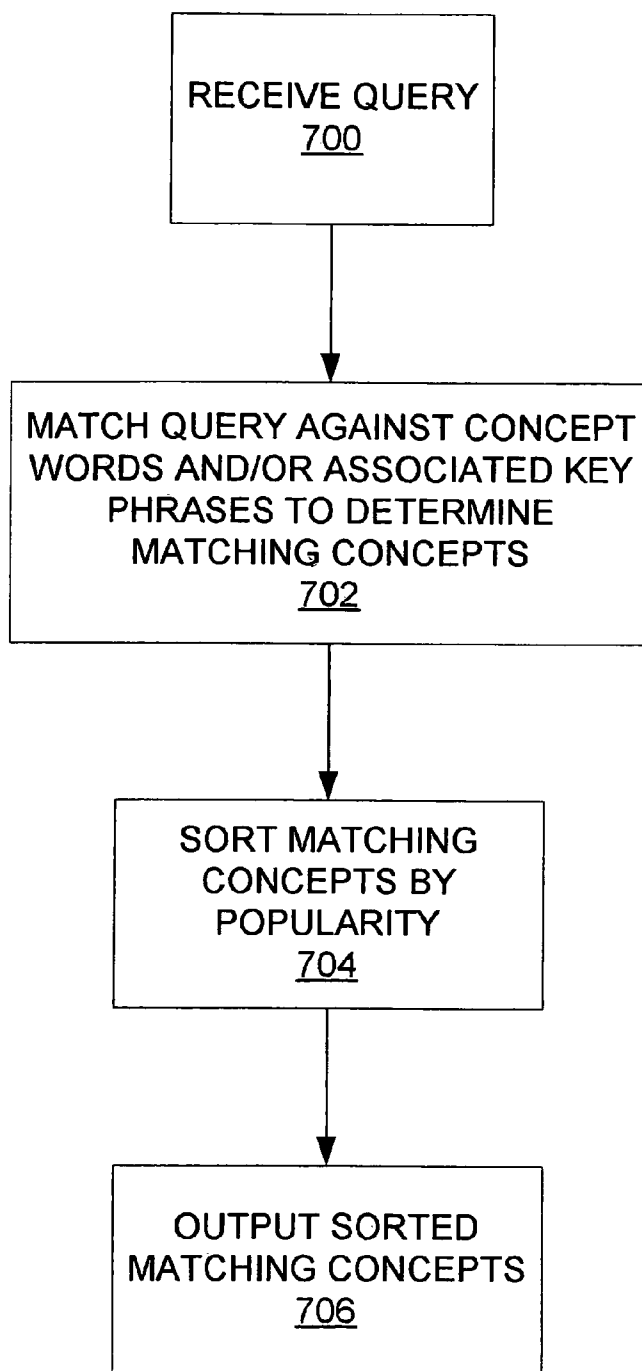 RECEIVE QUERY
700
MATCH QUERY AGAINST CONCEPT
WORDS AND/OR ASSOCIATED KEY
PHRASES TO DETERMINE
MATCHING CONCEPTS
702
SORT MATCHING
CONCEPTS BY
POPULARITY
704
OUTPUT SORTED
MATCHING CONCEPTS
706